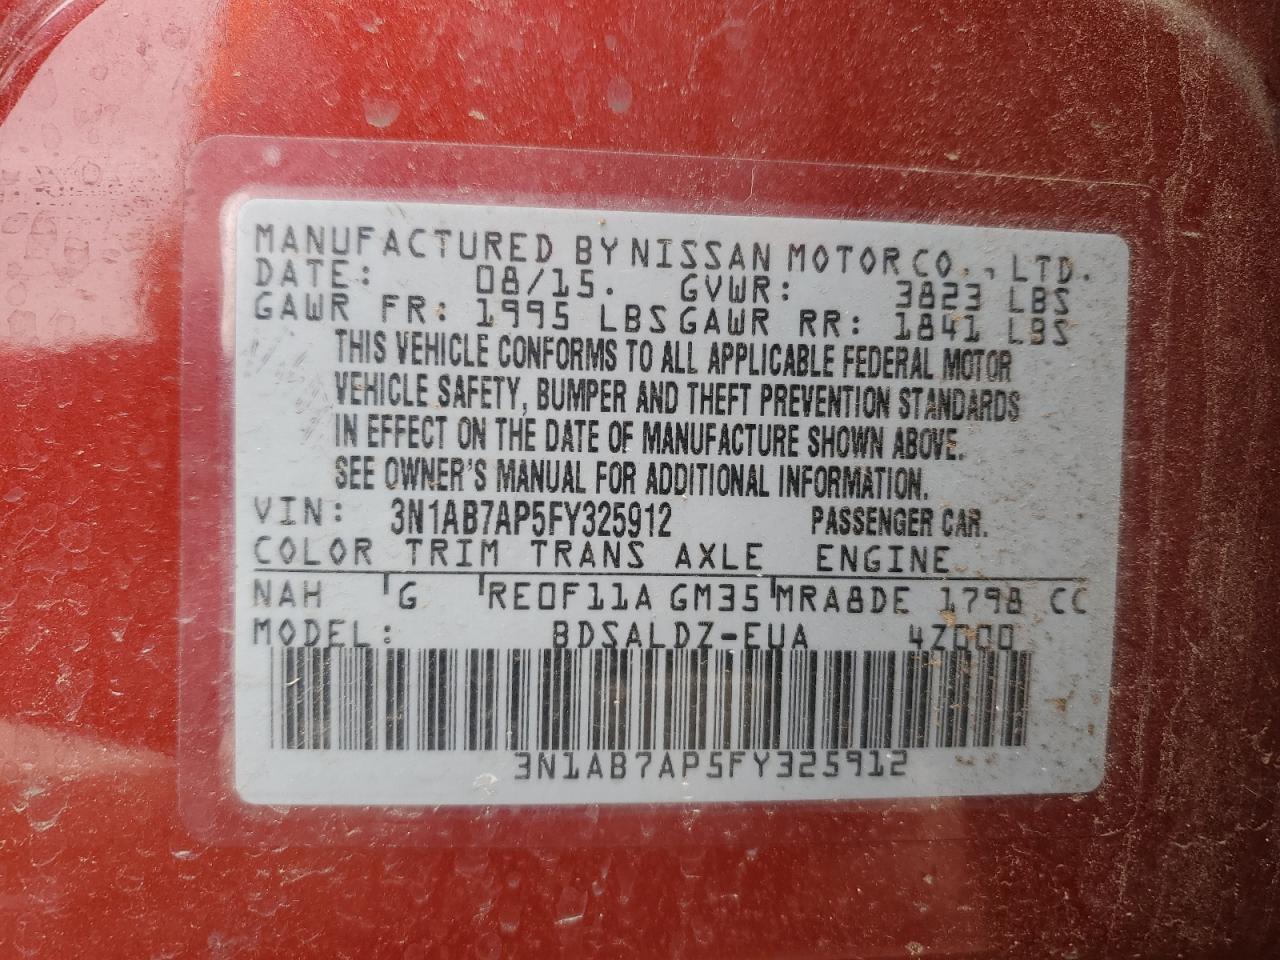 MANUFACTURED BY NISSAN MOTOR CO., LTD.
DATE: 08/15. GVWR: 3823 LBS
GAWR FR: 1995 LBS GAWR RR: 1841 LBS
THIS VEHICLE CONFORMS TO ALL APPLICABLE FEDERAL MOTOR
VEHICLE SAFETY, BUMPER AND THEFT PREVENTION STANDARDS
IN EFFECT ON THE DATE OF MANUFACTURE SHOWN ABOVE.
SEE OWNER'S MANUAL FOR ADDITIONAL INFORMATION.
VIN: 3N1AB7AP5FY325912 PASSENGER CAR.
COLOR TRIM TRANS AXLE ENGINE
NAH G RE0F11A GM35 MRA8DE 1798 CC
MODEL: BDSALDZ-EUA 4Z000
3N1AB7AP5FY325912